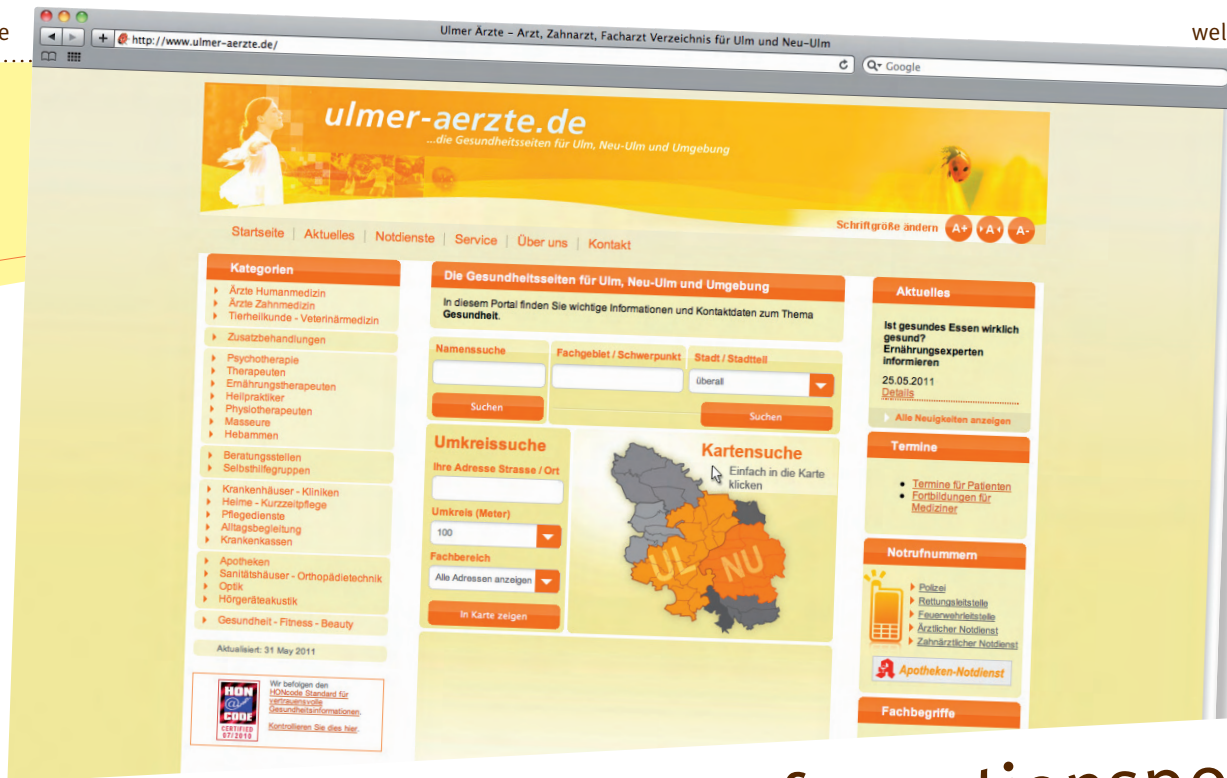 Ulmer Ärzte – Arzt, Zahnarzt, Facharzt Verzeichnis für Ulm und Neu-Ulm
http://www.ulmer-aerzte.de/
Google
ulmer-aerzte.de
...die Gesundheitsseiten für Ulm, Neu-Ulm und Umgebung
Schriftgröße ändern A+ A A-
Startseite | Aktuelles | Notdienste | Service | Über uns | Kontakt
Kategorien
Ärzte Humanmedizin
Ärzte Zahnmedizin
Tierheilkunde - Veterinärmedizin
Zusatzbehandlungen
Psychotherapie
Therapeuten
Ernährungstherapeuten
Heilpraktiker
Physiotherapeuten
Masseure
Hebammen
Beratungsstellen
Selbsthilfegruppen
Krankenhäuser - Kliniken
Heime - Kurzzeitpflege
Pflegedienste
Alltagsbegleitung
Krankenkassen
Apotheken
Sanitätshäuser - Orthopädietechnik
Optik
Hörgeräteakustik
Gesundheit - Fitness - Beauty
Aktualisiert: 31 May 2011
HON
@
CODE
CERTIFIED
07/2010
Wir befolgen den
HONcode Standard für
vertrauensvolle
Gesundheitsinformationen.
Kontrollieren Sie dies hier.
Die Gesundheitsseiten für Ulm, Neu-Ulm und Umgebung
In diesem Portal finden Sie wichtige Informationen und Kontaktdaten zum Thema
Gesundheit.
Namenssuche
Suchen
Fachgebiet / Schwerpunkt
Stadt / Stadtteil
überall
Suchen
Umkreissuche
Ihre Adresse Strasse / Ort
Umkreis (Meter)
100
Fachbereich
Alle Adressen anzeigen
In Karte zeigen
Kartensuche
Einfach in die Karte
klicken
UL
NU
Aktuelles
Ist gesundes Essen wirklich
gesund?
Ernährungsexperten
informieren
25.05.2011
Details
Alle Neuigkeiten anzeigen
Termine
Termine für Patienten
Fortbildungen für
Mediziner
Notrufnummern
Polizei
Rettungsleitstelle
Feuerwehrleitstelle
Ärztlicher Notdienst
Zahnärztlicher Notdienst
Apotheken-Notdienst
Fachbegriffe